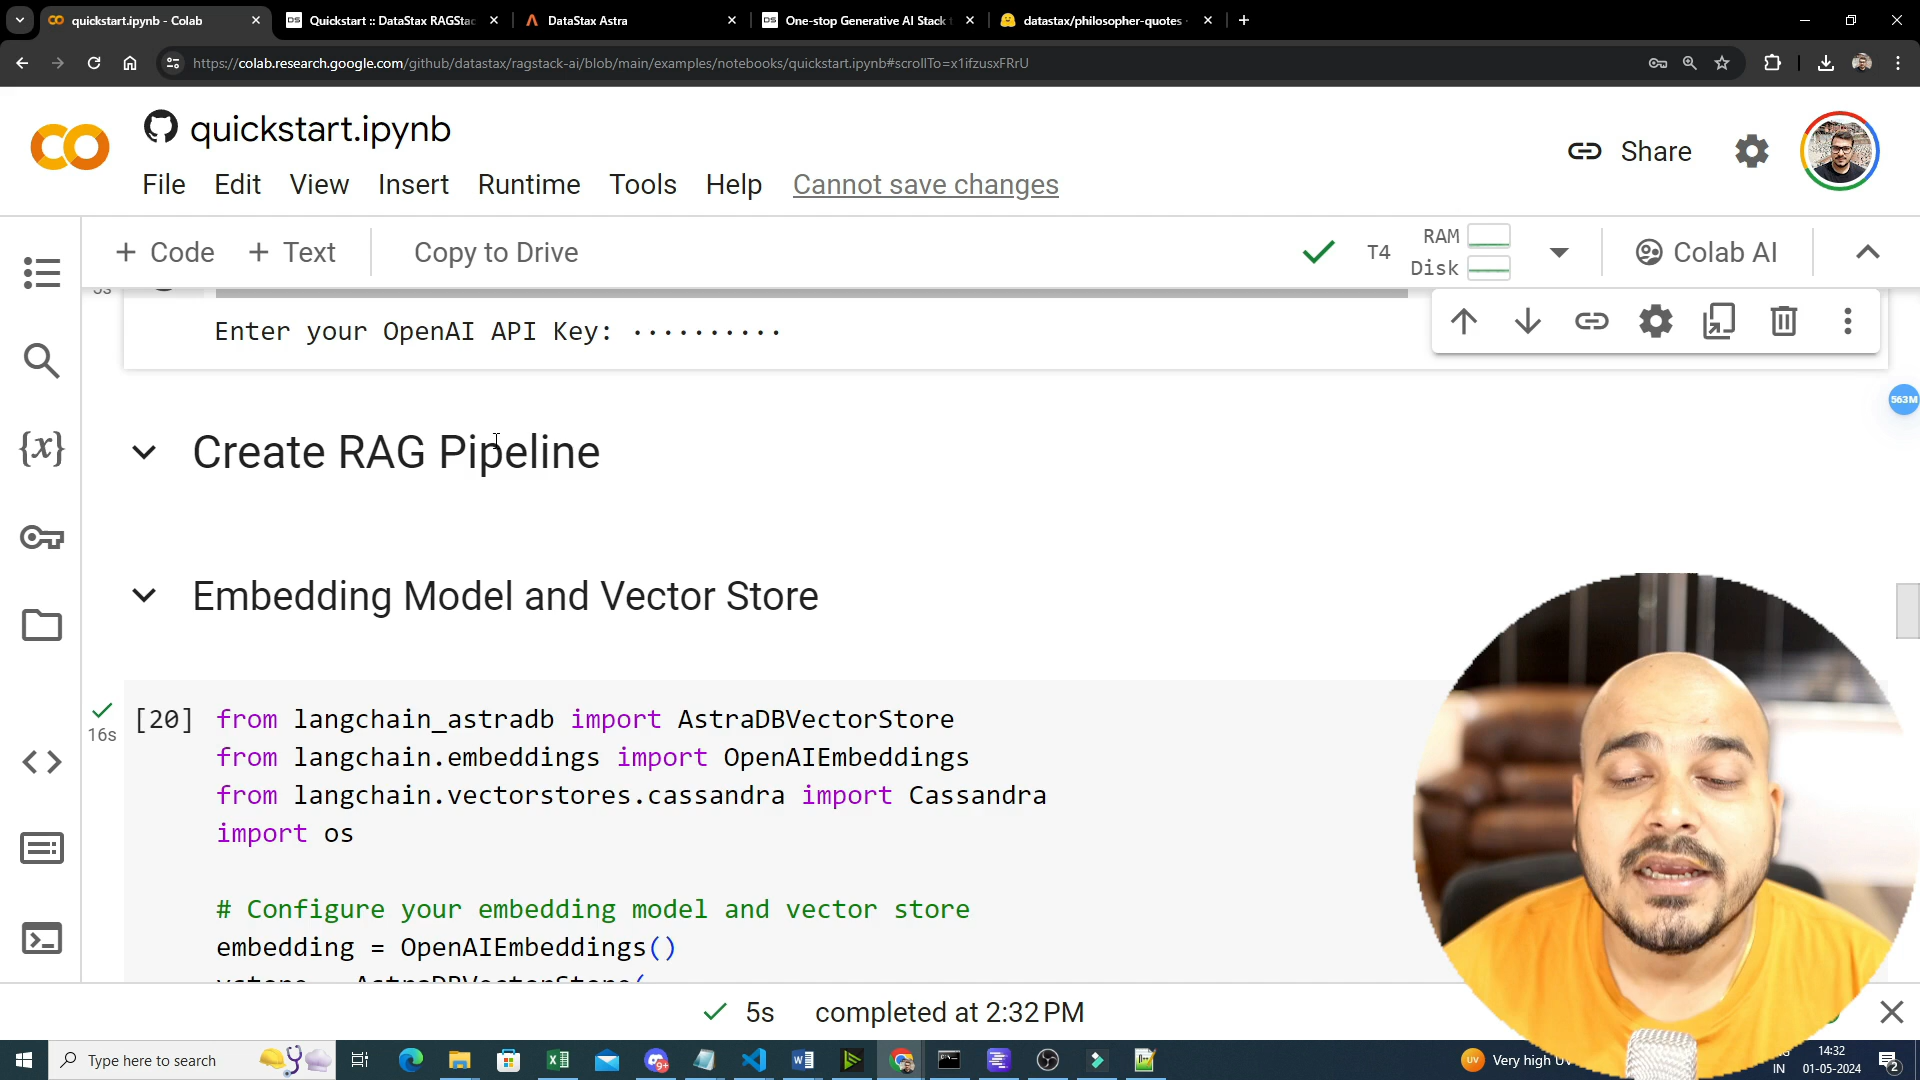 quickstart.ipynb - Colab
Quickstart :: DataStax RAGStac
DataStax Astra
One-stop Generative AI Stack
datastax/philosopher-quotes
https://colab.research.google.com/github/datastax/ragstack-ai/blob/main/examples/notebooks/quickstart.ipynb#scrollTo=x1ifzusxFRrU
quickstart.ipynb
Share
File Edit View Insert Runtime Tools Help Cannot save changes
+ Code + Text Copy to Drive
T4
RAM
Disk
Colab AI
Enter your OpenAI API Key: ··········
563M
Create RAG Pipeline
Embedding Model and Vector Store
16s
[20] from langchain_astradb import AstraDBVectorStore
from langchain.embeddings import OpenAIEmbeddings
from langchain.vectorstores.cassandra import Cassandra
import os
# Configure your embedding model and vector store
embedding = OpenAIEmbeddings()
5s completed at 2:32 PM
Type here to search
UV Very high
IN
14:32
01-05-2024
2